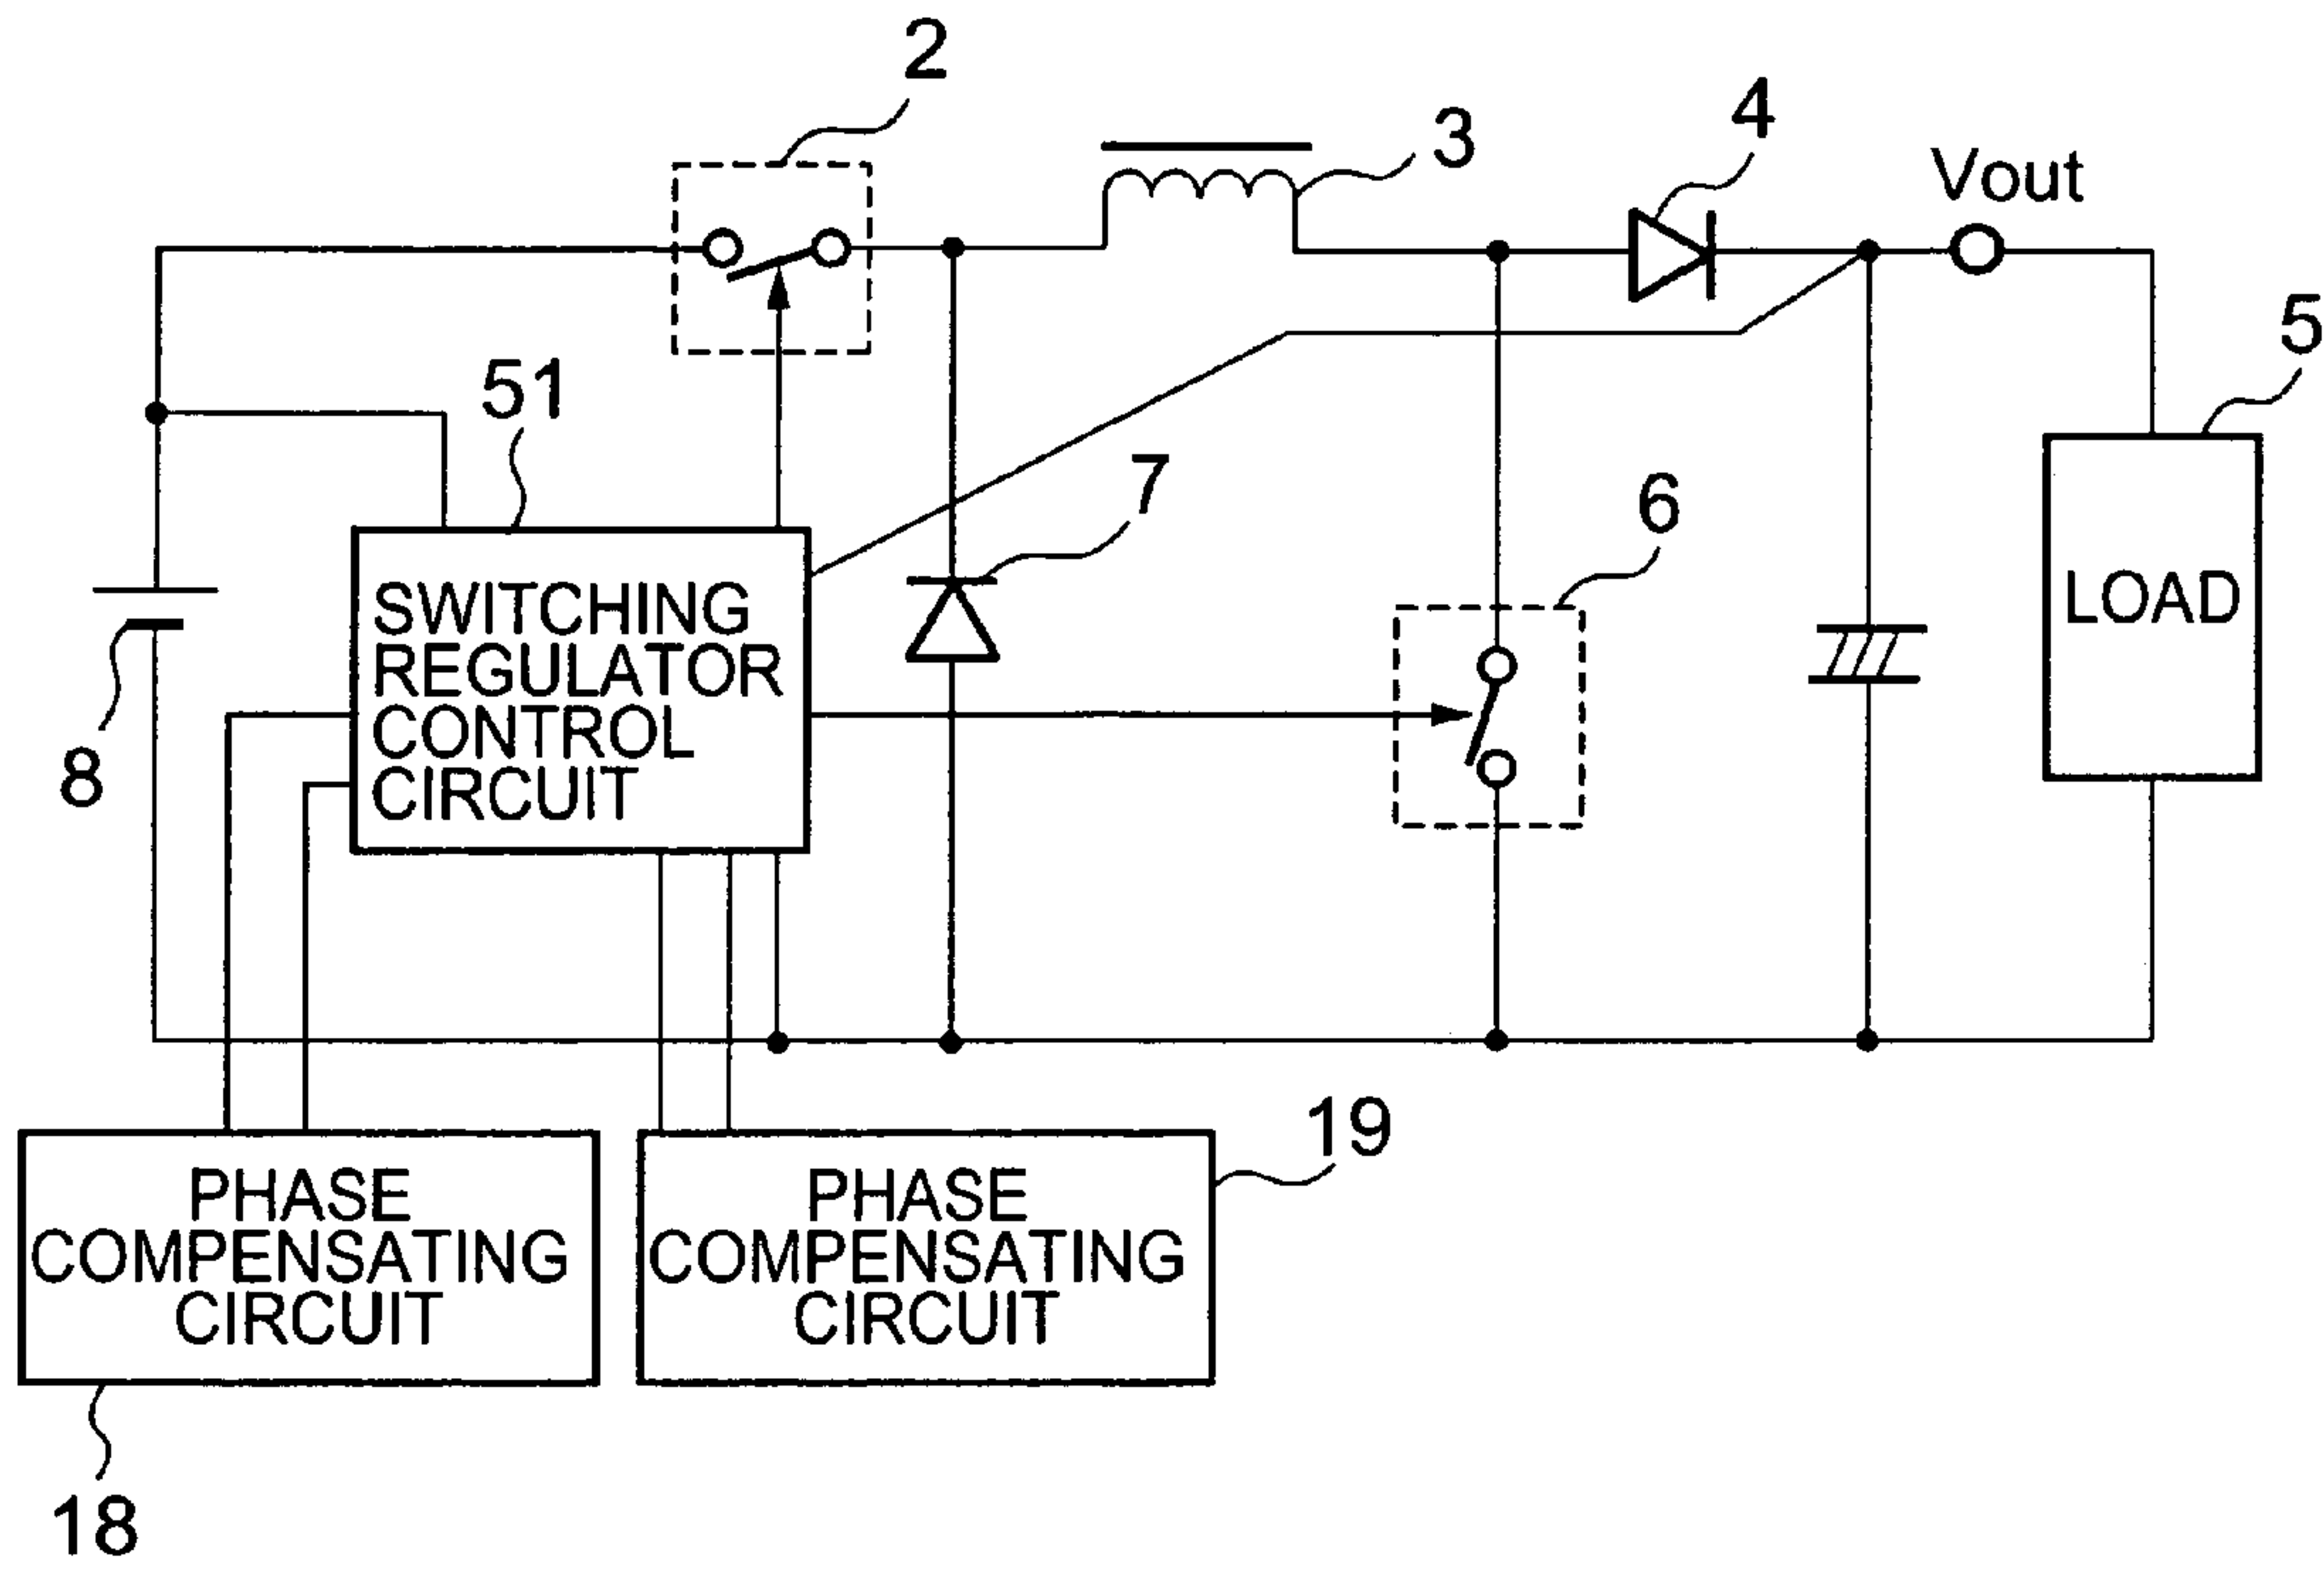 2
3
4
Vout
5
51
7
6
LOAD
SWITCHING
REGULATOR
CONTROL
CIRCUIT
8
19
PHASE
COMPENSATING
CIRCUIT
PHASE
COMPENSATING
CIRCUIT
18